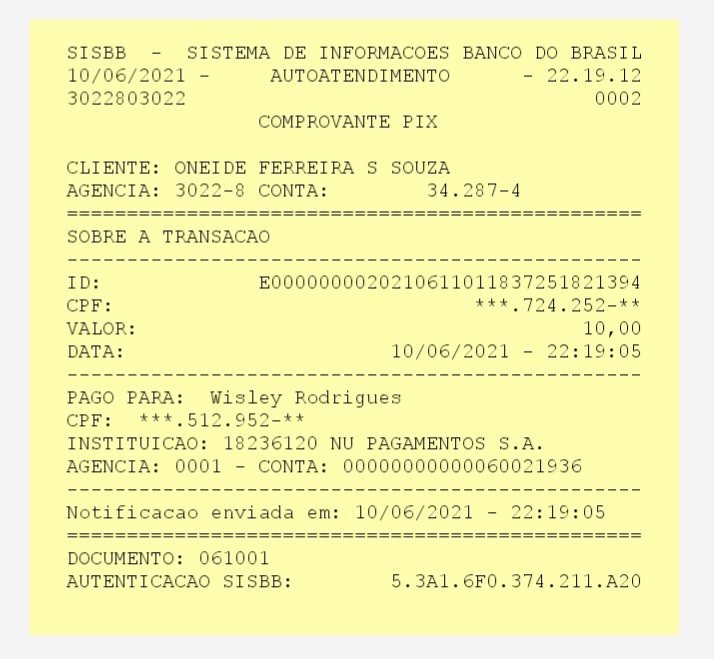 SISBB - SISTEMA DE INFORMACOES BANCO DO BRASIL
10/06/2021 - AUTOATENDIMENTO - 22.19.12
3022803022 0002
COMPROVANTE PIX
CLIENTE: ONEIDE FERREIRA S SOUZA
AGENCIA: 3022-8 CONTA: 34.287-4
================================================
SOBRE A TRANSACAO
------------------------------------------------
ID: E0000000020210611011837251821394
CPF: ***.724.252-**
VALOR: 10,00
DATA: 10/06/2021 - 22:19:05
------------------------------------------------
PAGO PARA: Wisley Rodrigues
CPF: ***.512.952-**
INSTITUICAO: 18236120 NU PAGAMENTOS S.A.
AGENCIA: 0001 - CONTA: 00000000000060021936
------------------------------------------------
Notificacao enviada em: 10/06/2021 - 22:19:05
================================================
DOCUMENTO: 061001
AUTENTICACAO SISBB: 5.3A1.6F0.374.211.A20